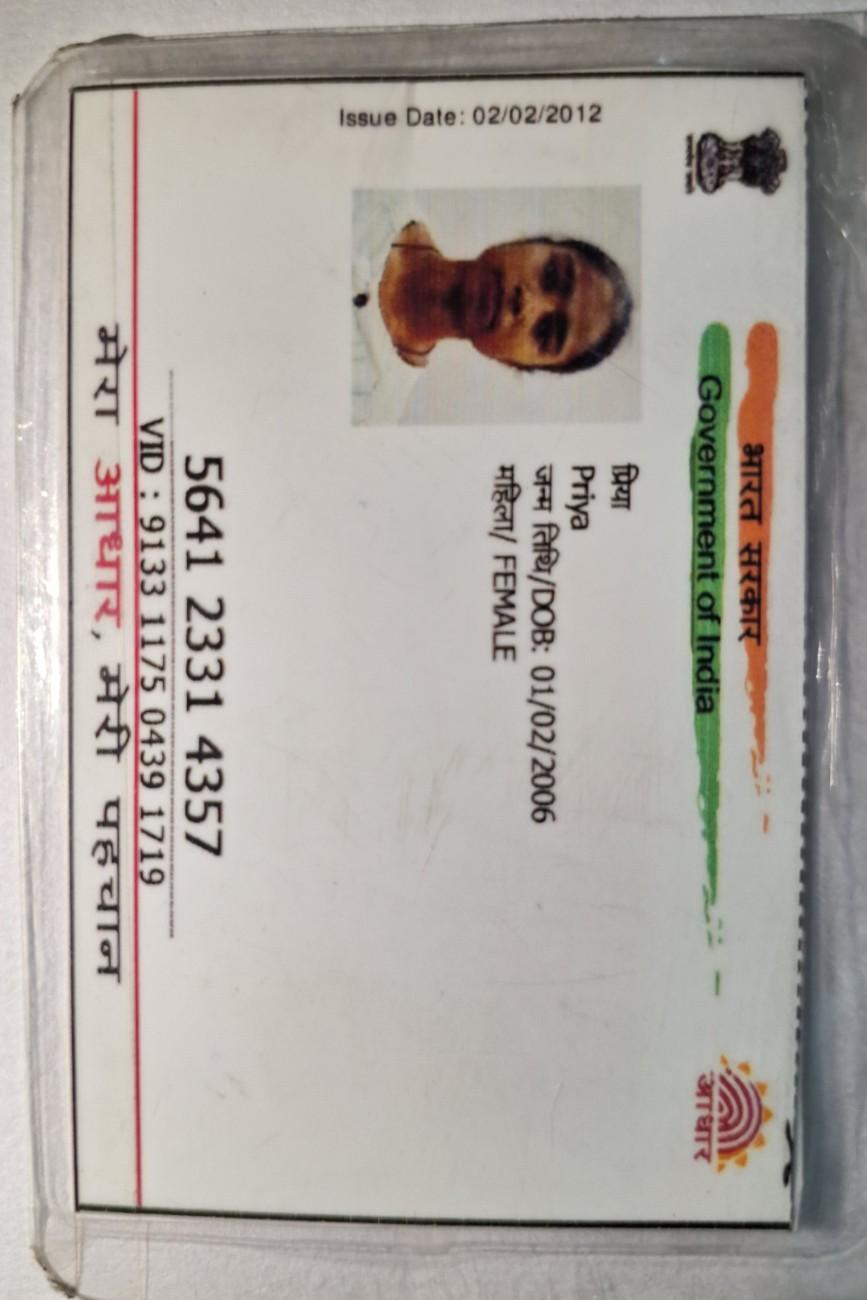 भारत सरकार
Government of India
Issue Date: 02/02/2012
प्रिया
Priya
जन्म तिथि/DOB: 01/02/2006
महिला/ FEMALE
5641 2331 4357
VID : 9133 1175 0439 1719
मेरा आधार, मेरी पहचान
आधार